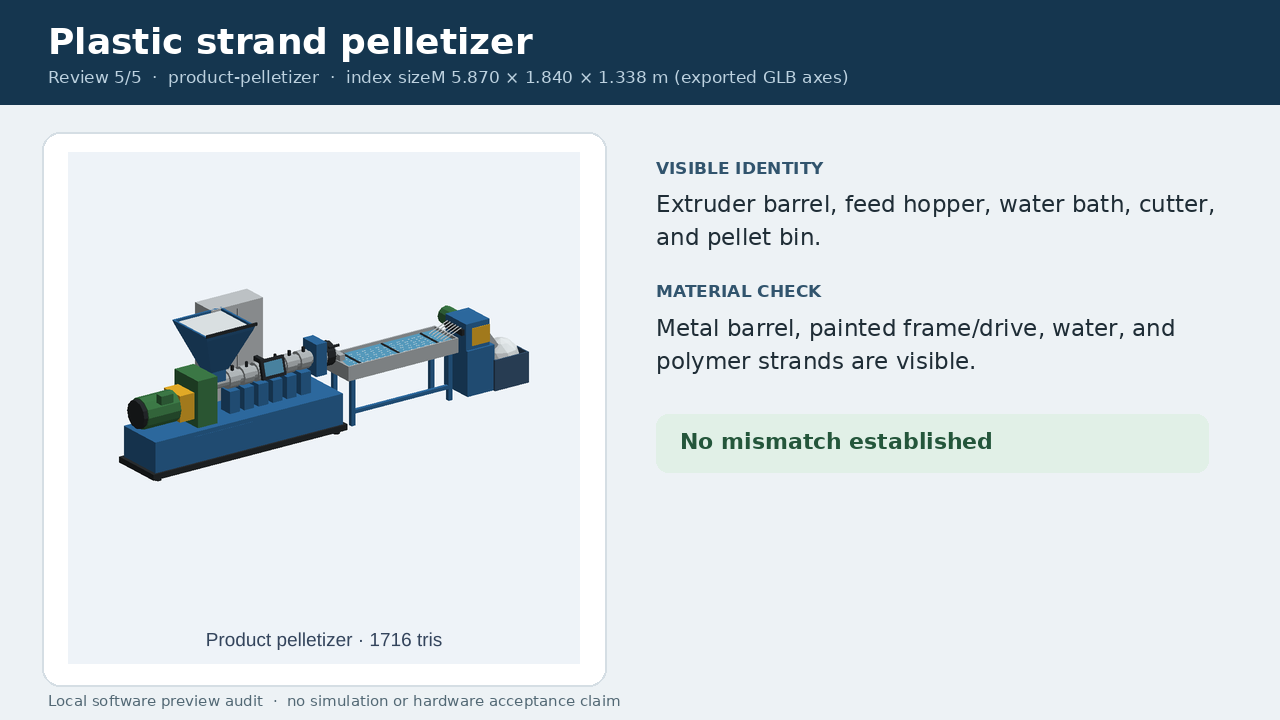 Plastic strand pelletizer
Review 5/5 · product-pelletizer · index sizeM 5.870 × 1.840 × 1.338 m (exported GLB axes)
VISIBLE IDENTITY
Extruder barrel, feed hopper, water bath, cutter,
and pellet bin.
MATERIAL CHECK
Metal barrel, painted frame/drive, water, and
polymer strands are visible.
No mismatch established
Product pelletizer · 1716 tris
Local software preview audit · no simulation or hardware acceptance claim